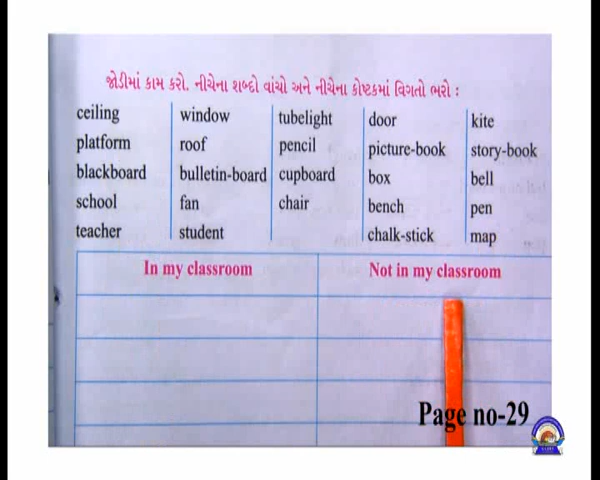 જોડીમાં કામ કરો. નીચેના શબ્દો વાંચો અને નીચેના કોષ્ટકમાં વિગતો ભરો :
ceiling window tubelight door kite
platform roof pencil picture-book story-book
blackboard bulletin-board cupboard box bell
school fan chair bench pen
teacher student chalk-stick map
In my classroom Not in my classroom
Page no-29